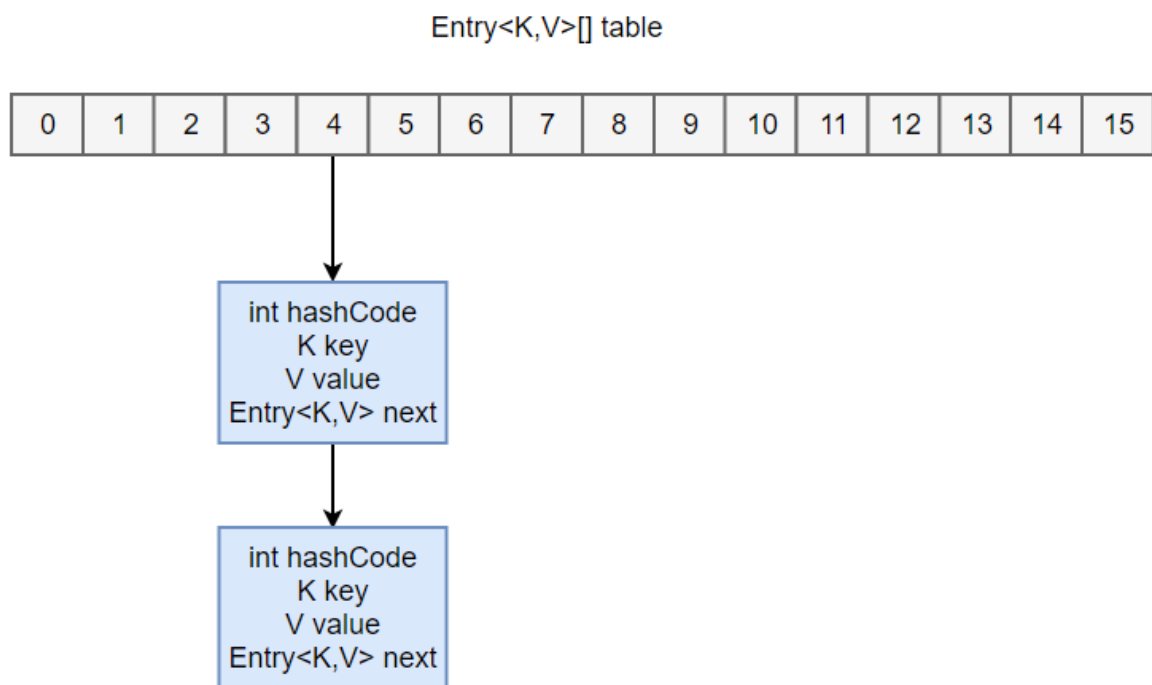 Entry<K,V>[] table
0 1 2 3 4 5 6 7 8 9 10 11 12 13 14 15
int hashCode
K key
V value
Entry<K,V> next
int hashCode
K key
V value
Entry<K,V> next